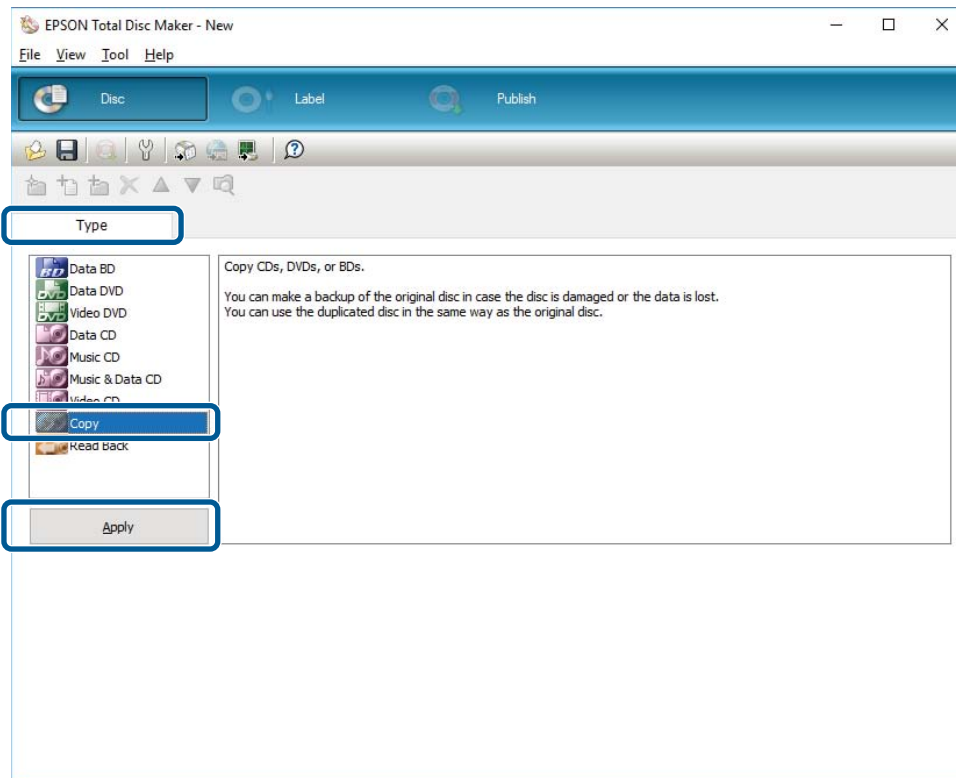 EPSON Total Disc Maker - New
File View Tool Help
Disc Label Publish
Type
Data BD
Data DVD
Video DVD
Data CD
Music CD
Music & Data CD
Video CD
Copy
Read Back
Apply
Copy CDs, DVDs, or BDs.
You can make a backup of the original disc in case the disc is damaged or the data is lost.
You can use the duplicated disc in the same way as the original disc.